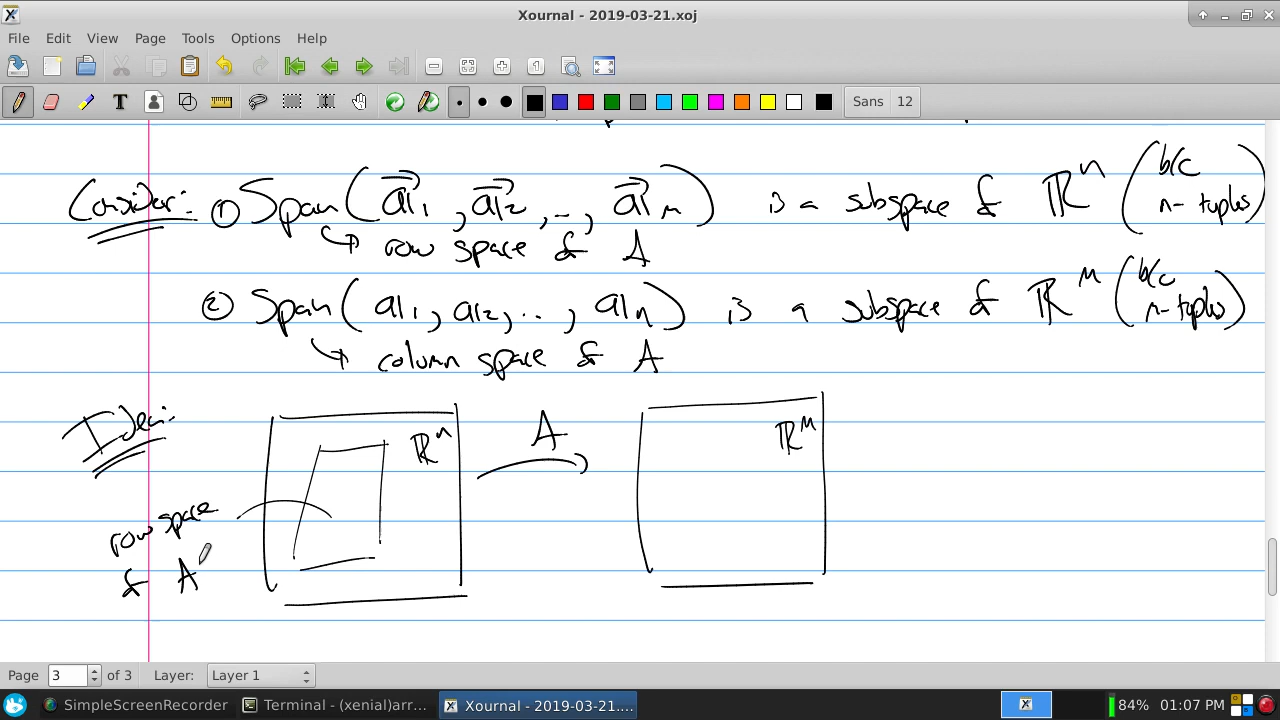 Xournal - 2019-03-21.xoj
File Edit View Page Tools Options Help
Sans 12
Consider: ① Span(a⃗1, a⃗2, .., a⃗m) is a subspace of ℝⁿ (b/c n-tuples)
↳ row space of A
② Span(a1, a2, .., an) is a subspace of ℝᵐ (b/c m-tuples)
↳ column space of A
Idea:
ℝⁿ A ℝᵐ
row space
of A
Page 3 of 3 Layer: Layer 1
SimpleScreenRecorder Terminal - (xenial)arr... Xournal - 2019-03-21.... 84% 01:07 PM